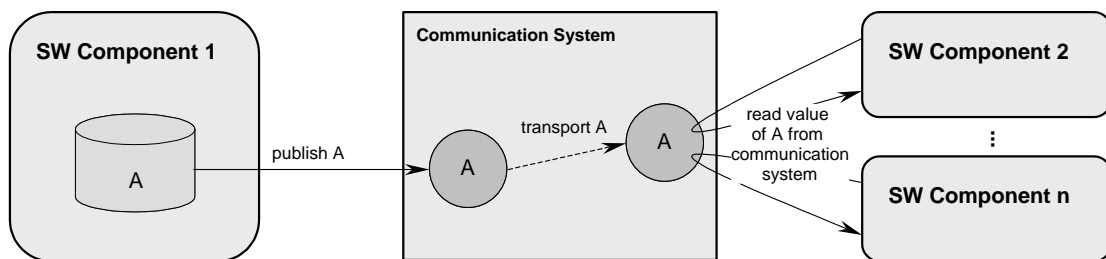 SW Component 1
A
publish A
Communication System
A
transport A
A
read value
of A from
communication
system
SW Component 2
...
SW Component n